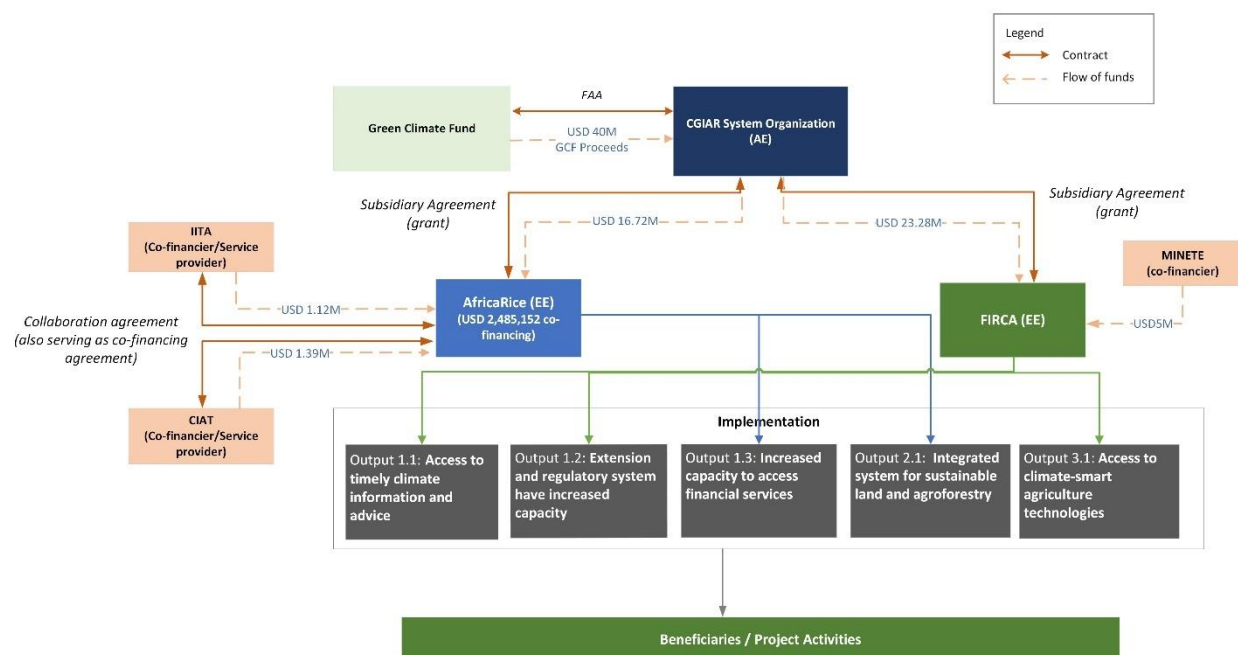 Legend
Contract
Flow of funds
Green Climate Fund
FAA
USD 40M
GCF Proceeds
CGIAR System Organization
(AE)
Subsidiary Agreement
(grant)
USD 16.72M
USD 23.28M
Subsidiary Agreement
(grant)
IITA
(Co-financier/Service
provider)
USD 1.12M
Collaboration agreement
(also serving as co-financing
agreement)
USD 1.39M
CIAT
(Co-financier/Service
provider)
AfricaRice (EE)
(USD 2,485,152 co-
financing)
FIRCA (EE)
MINETE
(co-financier)
USD5M
Implementation
Output 1.1: Access to
timely climate
information and
advice
Output 1.2: Extension
and regulatory system
have increased
capacity
Output 1.3: Increased
capacity to access
financial services
Output 2.1: Integrated
system for sustainable
land and agroforestry
Output 3.1: Access to
climate-smart
agriculture
technologies
Beneficiaries / Project Activities